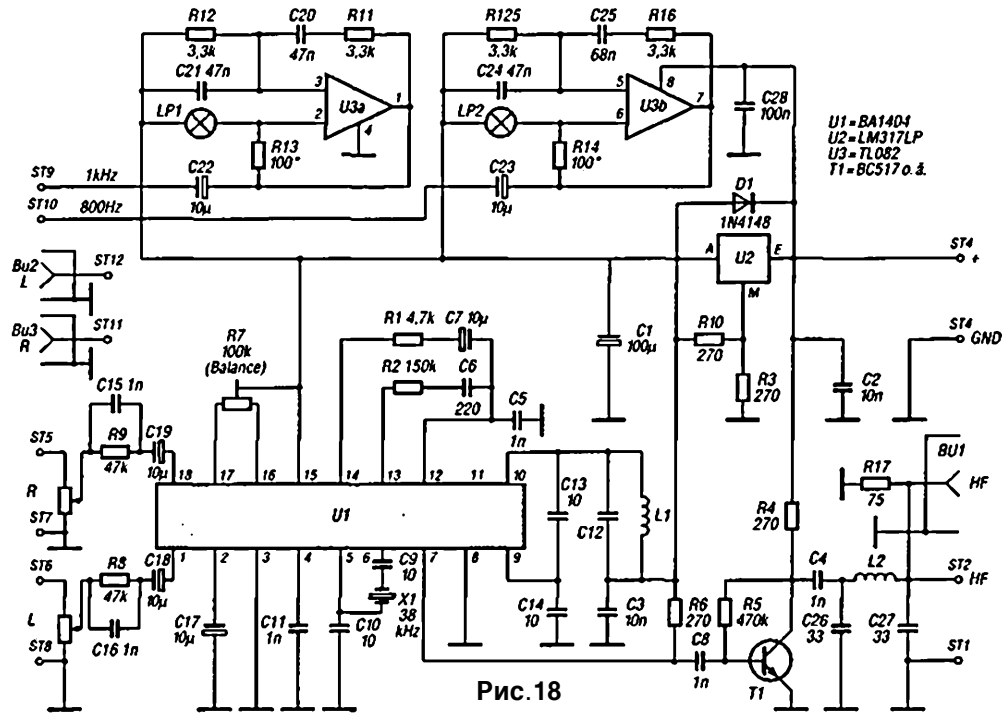 R12
3,3k
C20
47n
R11
3,3k
R125
3,3k
C25
68n
R16
3,3k
C21 47n
LP1
3
2
U3a
1
4
C24 47n
LP2
5
6
U3b
8
7
C28
100n
U1=BA1404
U2=LM317LP
U3=TL082
T1=BC517 o.ä.
R13
100"
R14
100"
ST9
1kHz
C22
10µ
C23
10µ
ST10
800Hz
D1
1N4148
A
U2
E
M
ST4
+
Bu2
L
ST12
Bu3
R
ST11
R7
100k
(Balance)
R1 4,7k
C7 10µ
R2 150k
C6
220
C5
1n
C1
100µ
R10
270
R3
270
ST4
GND
C2
10n
C15 1n
R9
47k
C19
10µ
ST5
R
ST7
18
17
16
15
14
13
12
11
10
U1
C13
10
C12
L1
R17
75
BU1
HF
R4
270
ST6
L
ST8
R8
47k
C18
10µ
C16 1n
1
2
3
4
5
6
7
8
9
C9
10
X1
38
kHz
C17
10µ
C11
1n
C10
10
C14
10
C3
10n
R6
270
R5
470k
C8
1n
C4
1n
L2
ST2
HF
C26
33
C27
33
ST1
T1
Рис.18